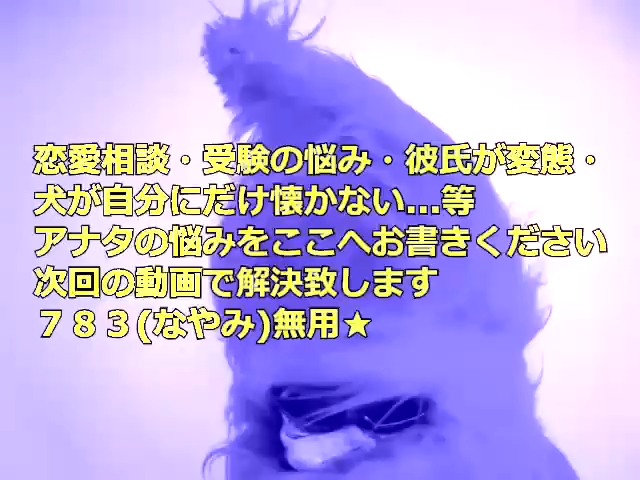 恋愛相談・受験の悩み・彼氏が変態・
犬が自分にだけ懐かない...等
アナタの悩みをここへお書きください
次回の動画で解決致します
７８３(なやみ)無用★